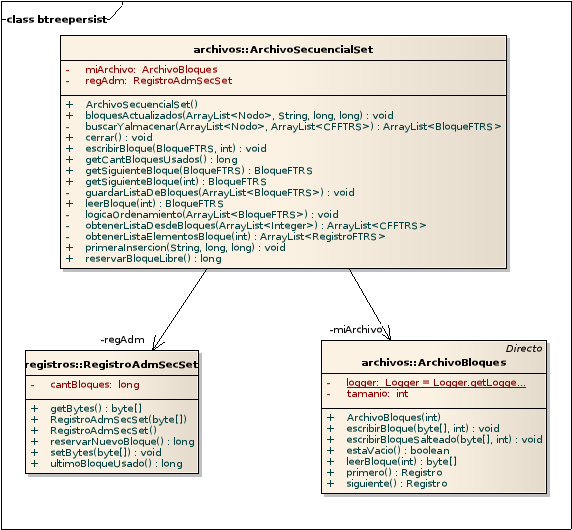 class btreepersist
archivos::ArchivoSecuencialSet
- miArchivo: ArchivoBloques
- regAdm: RegistroAdmSecSet
+ ArchivoSecuencialSet()
+ bloquesActualizados(ArrayList<Nodo>, String, long, long) : void
- buscarYalmacenar(ArrayList<Nodo>, ArrayList<CFFTRS>) : ArrayList<BloqueFTRS>
+ cerrar() : void
+ escribirBloque(BloqueFTRS, int) : void
+ getCantBloquesUsados() : long
+ getSiguienteBloque(BloqueFTRS) : BloqueFTRS
+ getSiguienteBloque(int) : BloqueFTRS
- guardarListaDeBloques(ArrayList<BloqueFTRS>) : void
+ leerBloque(int) : BloqueFTRS
- logicaOrdenamiento(ArrayList<BloqueFTRS>) : void
- obtenerListaDesdeBloques(ArrayList<Integer>) : ArrayList<CFFTRS>
- obtenerListaElementosBloque(int) : ArrayList<RegistroFTRS>
+ primeraInsercion(String, long, long) : void
+ reservarBloqueLibre() : long
-regAdm
-miArchivo
registros::RegistroAdmSecSet
- cantBloques: long
+ getBytes() : byte[]
+ RegistroAdmSecSet(byte[])
+ RegistroAdmSecSet()
+ reservarNuevoBloque() : long
+ setBytes(byte[]) : void
+ ultimoBloqueUsado() : long
Directo
archivos::ArchivoBloques
- logger: Logger = Logger.getLogge...
- tamanio: int
+ ArchivoBloques(int)
+ escribirBloque(byte[], int) : void
+ escribirBloqueSalteado(byte[], int) : void
+ estaVacio() : boolean
+ leerBloque(int) : byte[]
+ primero() : Registro
+ siguiente() : Registro